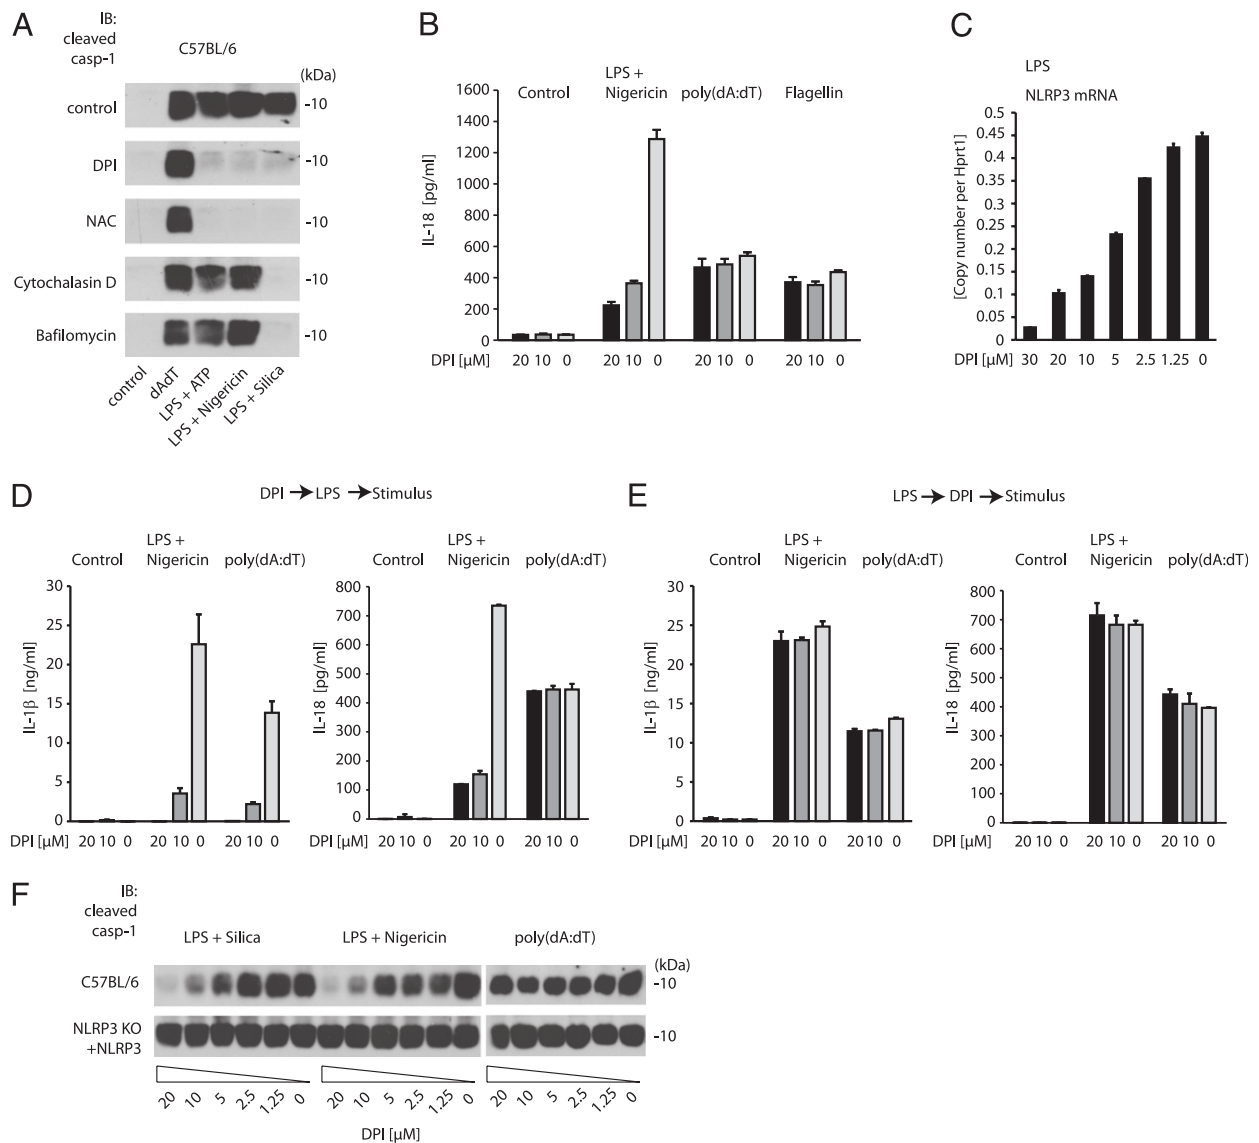 A
IB:
cleaved
casp-1
C57BL/6
(kDa)
control
-10
DPI
-10
NAC
-10
Cytochalasin D
-10
Bafilomycin
-10
control
dAdT
LPS + ATP
LPS + Nigericin
LPS + Silica
B
Control
LPS +
Nigericin
poly(dA:dT)
Flagellin
IL-18 [pg/ml]
1600
1400
1200
1000
800
600
400
200
0
DPI [μM] 20 10 0 20 10 0 20 10 0 20 10 0
C
LPS
NLRP3 mRNA
[Copy number per Hprt1]
0.5
0.45
0.4
0.35
0.3
0.25
0.2
0.15
0.1
0.05
0
DPI [μM] 30 20 10 5 2.5 1.25 0
D
DPI → LPS → Stimulus
Control
LPS +
Nigericin
poly(dA:dT)
IL-1β [ng/ml]
30
25
20
15
10
5
0
DPI [μM] 20 10 0 20 10 0 20 10 0
Control
LPS +
Nigericin
poly(dA:dT)
IL-18 [pg/ml]
800
700
600
500
400
300
200
100
0
20 10 0 20 10 0 20 10 0
E
LPS → DPI → Stimulus
Control
LPS +
Nigericin
poly(dA:dT)
IL-1β [ng/ml]
30
25
20
15
10
5
0
DPI [μM] 20 10 0 20 10 0 20 10 0
Control
LPS +
Nigericin
poly(dA:dT)
IL-18 [pg/ml]
800
700
600
500
400
300
200
100
0
20 10 0 20 10 0 20 10 0
F
IB:
cleaved
casp-1
LPS + Silica
LPS + Nigericin
poly(dA:dT)
(kDa)
C57BL/6
-10
NLRP3 KO
+NLRP3
-10
20 10 5 2.5 1.25 0 20 10 5 2.5 1.25 0 20 10 5 2.5 1.25 0
DPI [μM]